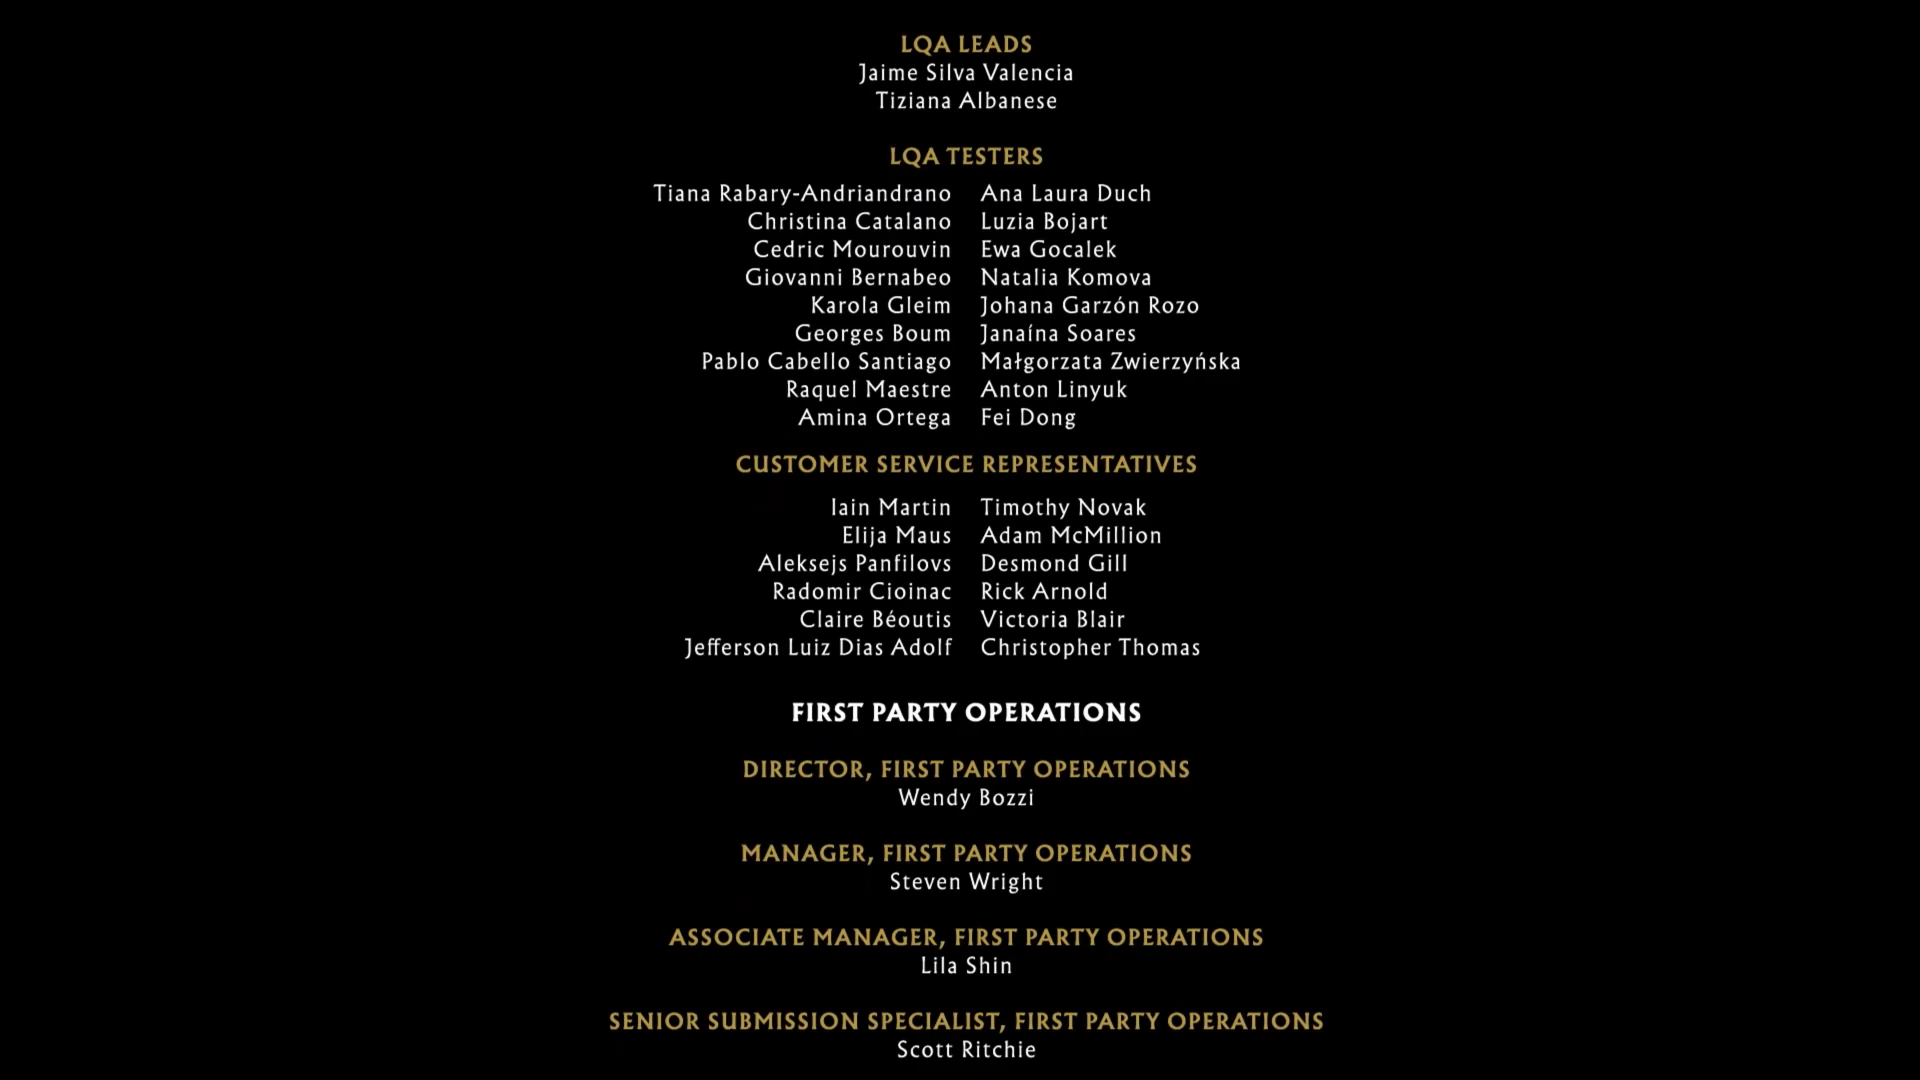 LQA LEADS
Jaime Silva Valencia
Tiziana Albanese
LQA TESTERS
Tiana Rabary-Andriandrano Ana Laura Duch
Christina Catalano Luzia Bojart
Cedric Mourouvin Ewa Gocalek
Giovanni Bernabeo Natalia Komova
Karola Gleim Johana Garzón Rozo
Georges Boum Janaína Soares
Pablo Cabello Santiago Małgorzata Zwierzyńska
Raquel Maestre Anton Linyuk
Amina Ortega Fei Dong
CUSTOMER SERVICE REPRESENTATIVES
Iain Martin Timothy Novak
Elija Maus Adam McMillion
Aleksejs Panfilovs Desmond Gill
Radomir Cioinac Rick Arnold
Claire Béoutis Victoria Blair
Jefferson Luiz Dias Adolf Christopher Thomas
FIRST PARTY OPERATIONS
DIRECTOR, FIRST PARTY OPERATIONS
Wendy Bozzi
MANAGER, FIRST PARTY OPERATIONS
Steven Wright
ASSOCIATE MANAGER, FIRST PARTY OPERATIONS
Lila Shin
SENIOR SUBMISSION SPECIALIST, FIRST PARTY OPERATIONS
Scott Ritchie